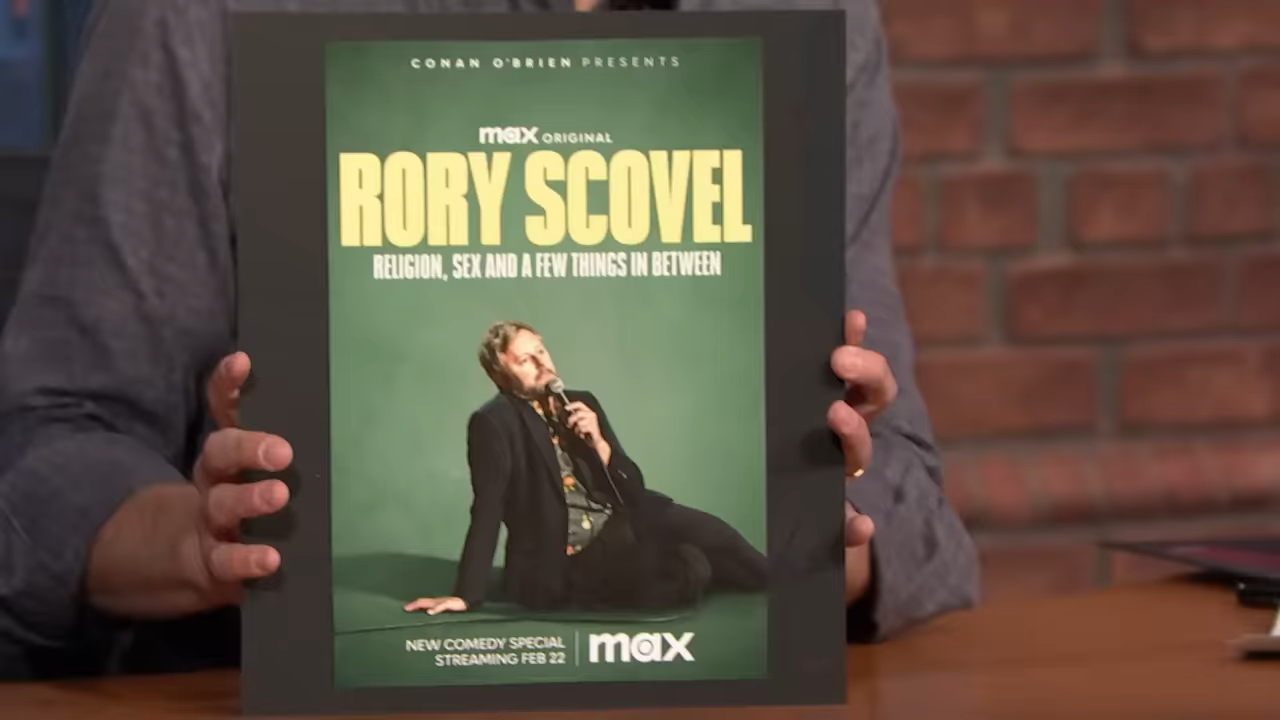 CONAN O'BRIEN PRESENTS
max ORIGINAL
RORY SCOVEL
RELIGION, SEX AND A FEW THINGS IN BETWEEN
NEW COMEDY SPECIAL
STREAMING FEB 22
max